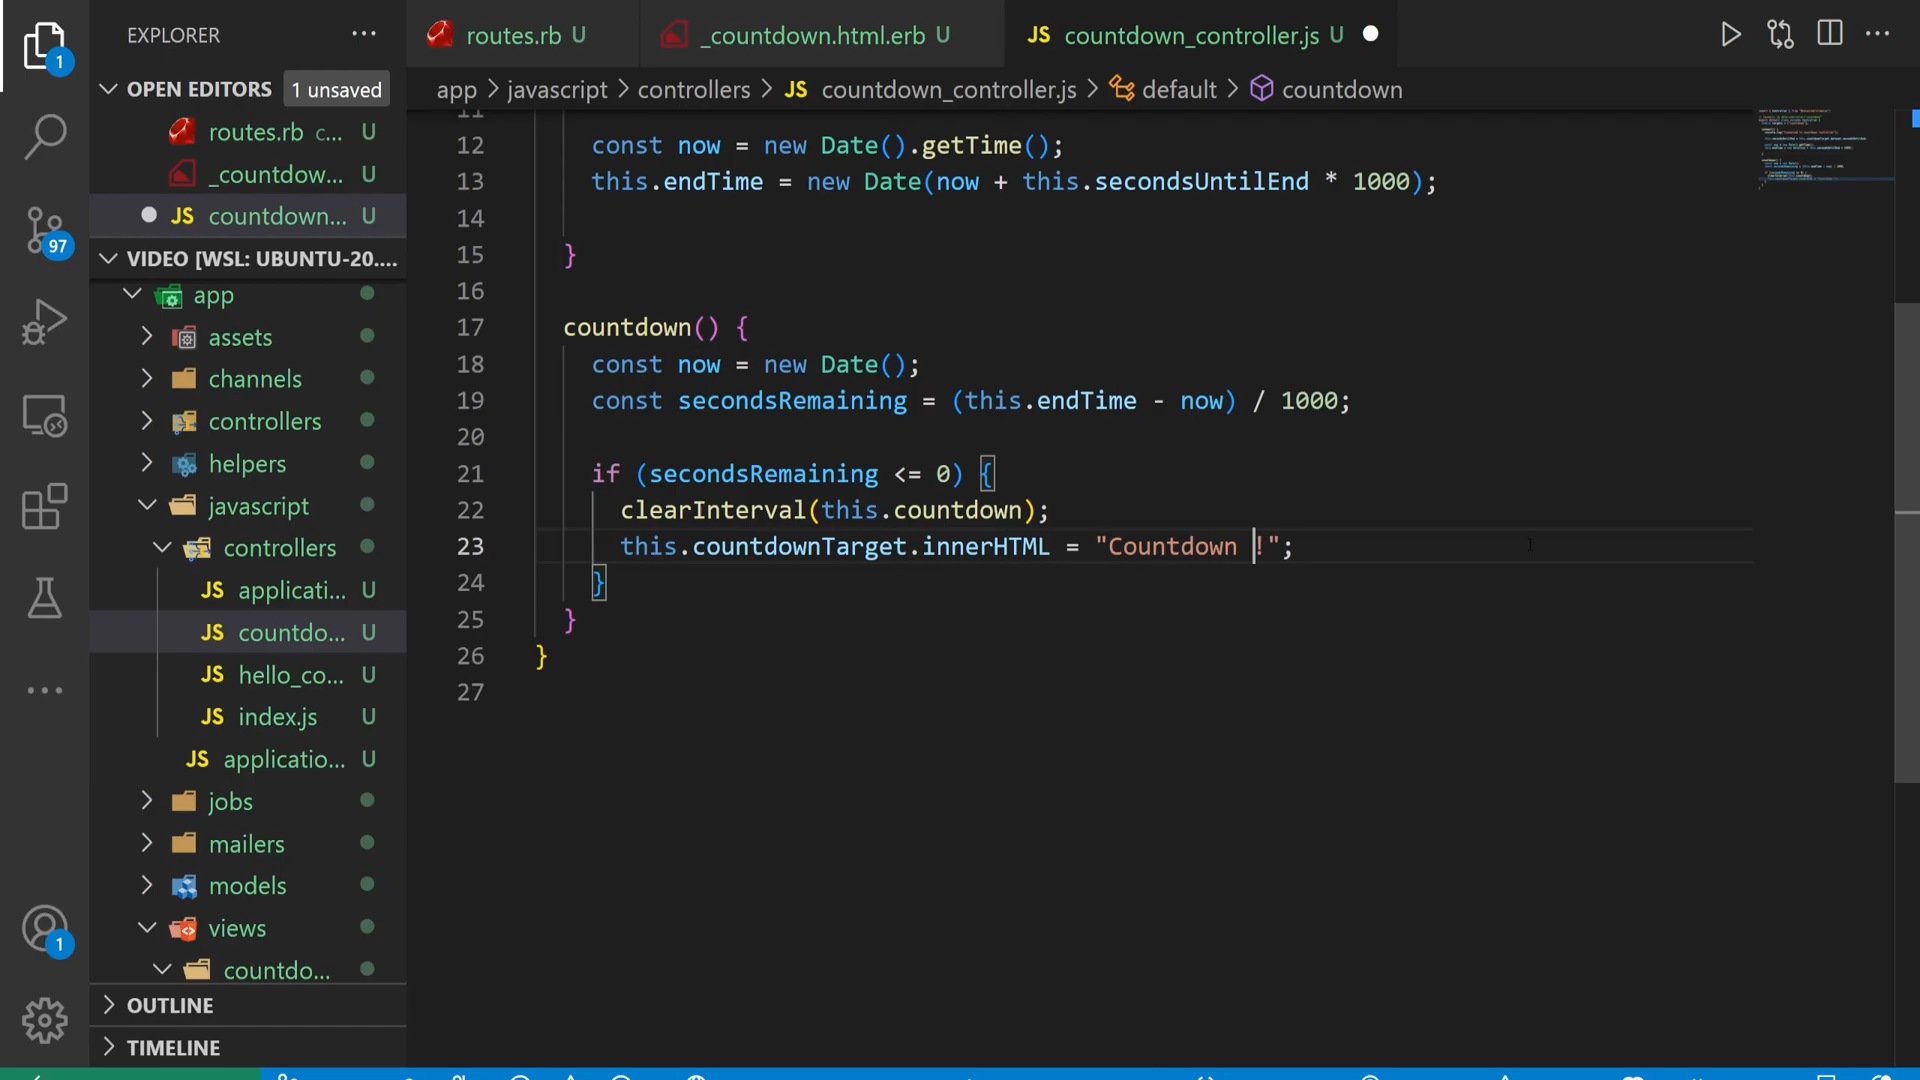 EXPLORER
routes.rb U
_countdown.html.erb U
JS countdown_controller.js U
1
OPEN EDITORS 1 unsaved
app > javascript > controllers > JS countdown_controller.js > default > countdown
routes.rb c... U
_countdow... U
JS countdown... U
97
VIDEO [WSL: UBUNTU-20....
app
assets
channels
controllers
helpers
javascript
controllers
JS applicati... U
JS countdo... U
JS hello_co... U
JS index.js U
JS applicatio... U
jobs
mailers
models
views
countdo...
1
OUTLINE
TIMELINE
11
12 const now = new Date().getTime();
13 this.endTime = new Date(now + this.secondsUntilEnd * 1000);
14
15 }
16
17 countdown() {
18 const now = new Date();
19 const secondsRemaining = (this.endTime - now) / 1000;
20
21 if (secondsRemaining <= 0) {
22 clearInterval(this.countdown);
23 this.countdownTarget.innerHTML = "Countdown !";
24 }
25 }
26 }
27